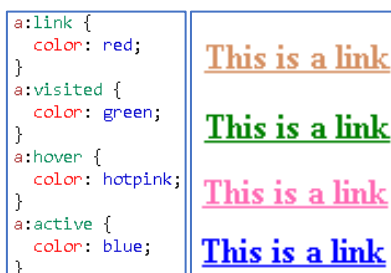 a:link {
color: red;
}
a:visited {
color: green;
}
a:hover {
color: hotpink;
}
a:active {
color: blue;
}
This is a link
This is a link
This is a link
This is a link